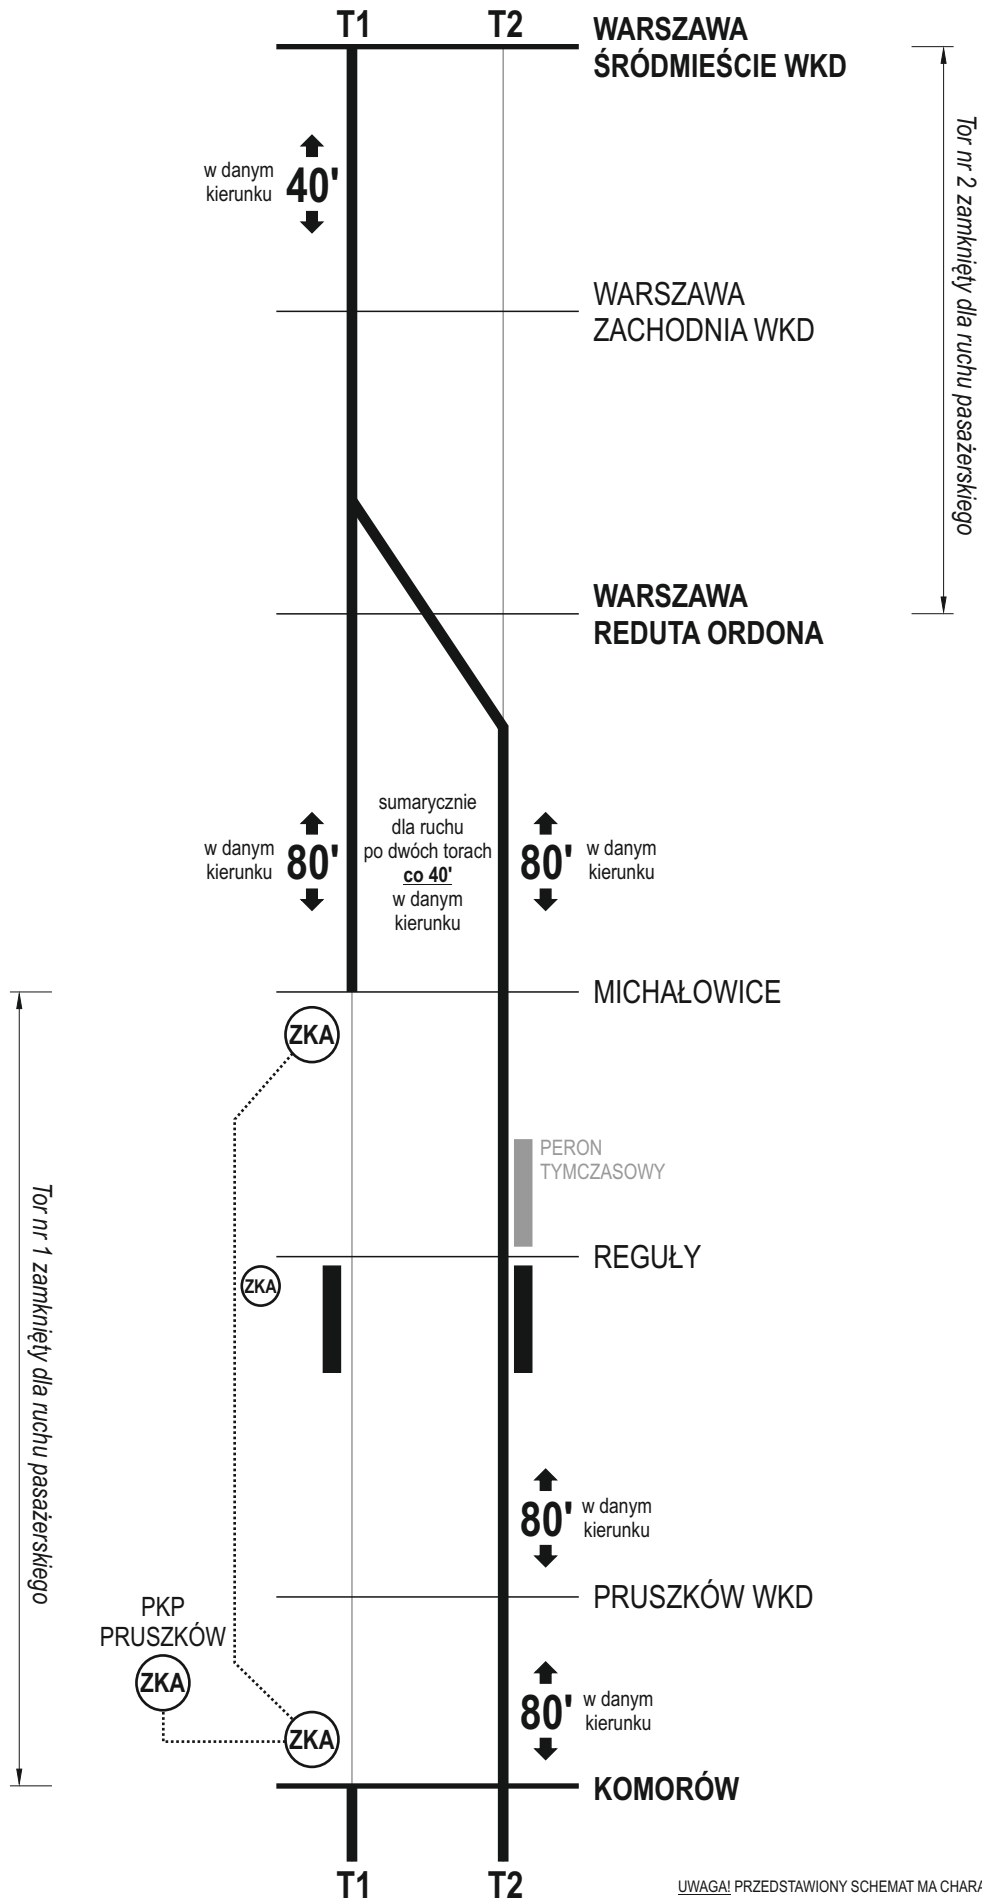 T1
T2
WARSZAWA
ŚRÓDMIEŚCIE WKD
Tor nr 2 zamknięty dla ruchu pasażerskiego
w danym
kierunku
40'
WARSZAWA
ZACHODNIA WKD
WARSZAWA
REDUTA ORDONA
w danym
kierunku
80'
sumarycznie
dla ruchu
po dwóch torach
co 40'
w danym
kierunku
80'
w danym
kierunku
MICHAŁOWICE
ZKA
PERON
TYMCZASOWY
REGUŁY
ZKA
Tor nr 1 zamknięty dla ruchu pasażerskiego
80'
w danym
kierunku
PRUSZKÓW WKD
PKP
PRUSZKÓW
ZKA
80'
w danym
kierunku
ZKA
KOMORÓW
T1
T2
UWAGA! PRZEDSTAWIONY SCHEMAT MA